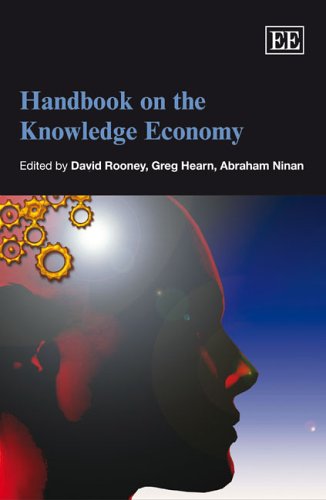 EE
Handbook on the
Knowledge Economy
Edited by David Rooney, Greg Hearn, Abraham Ninan